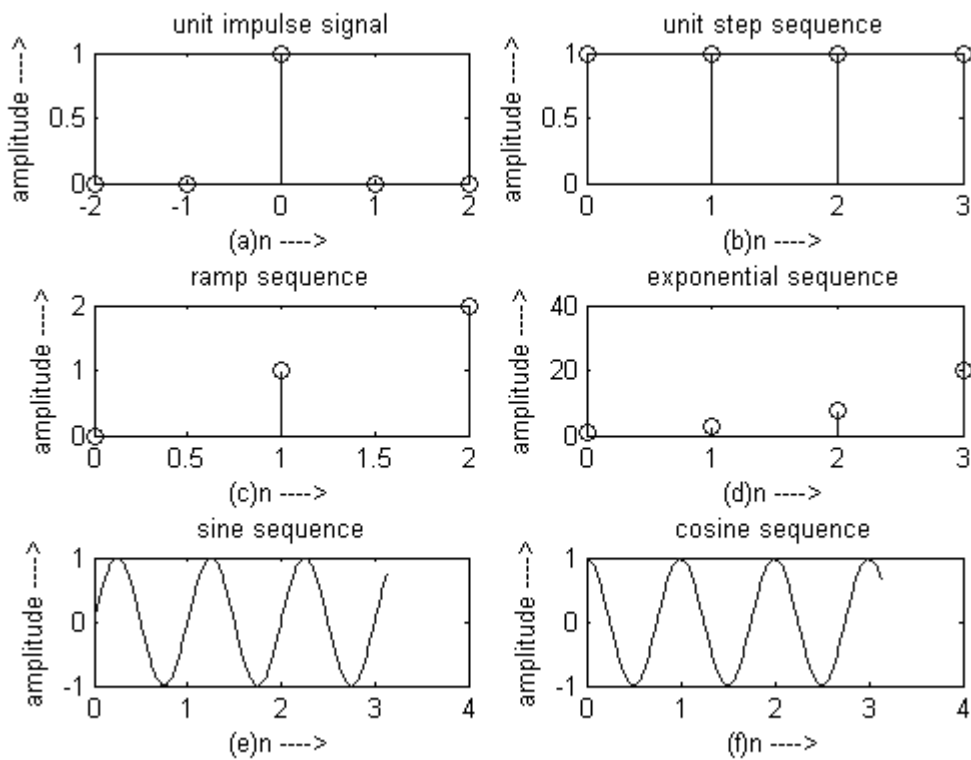 unit impulse signal
amplitude ---->
1
0.5
0
-2 -1 0 1 2
(a)n ---->
unit step sequence
amplitude ---->
1
0.5
0
0 1 2 3
(b)n ---->
ramp sequence
amplitude ---->
2
1
0
0 0.5 1 1.5 2
(c)n ---->
exponential sequence
amplitude ---->
40
20
0
0 1 2 3
(d)n ---->
sine sequence
amplitude ---->
1
0
-1
0 1 2 3 4
(e)n ---->
cosine sequence
amplitude ---->
1
0
-1
0 1 2 3 4
(f)n ---->